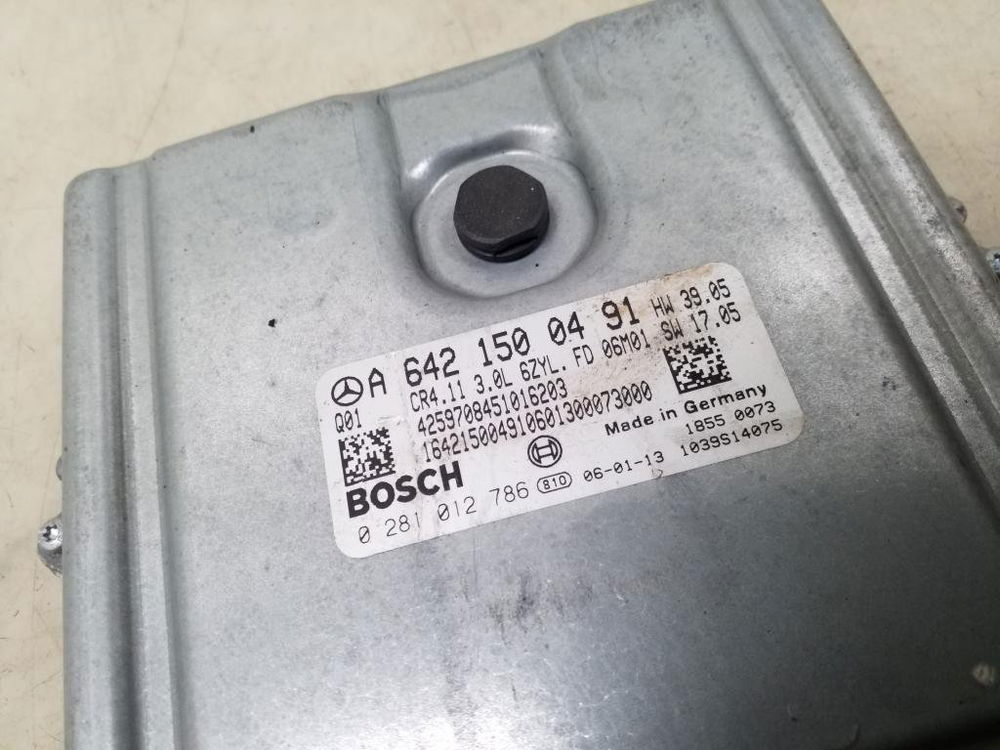 A 642 150 04 91 HW 39.05
CR4.11 3.0L 6ZYL. FD 06M01 SW 17.05
Q01 4259708451016203
164215004910601300073000
Made in Germany
BOSCH 1855 0073
0 281 012 786 810 06-01-13 1039S14075